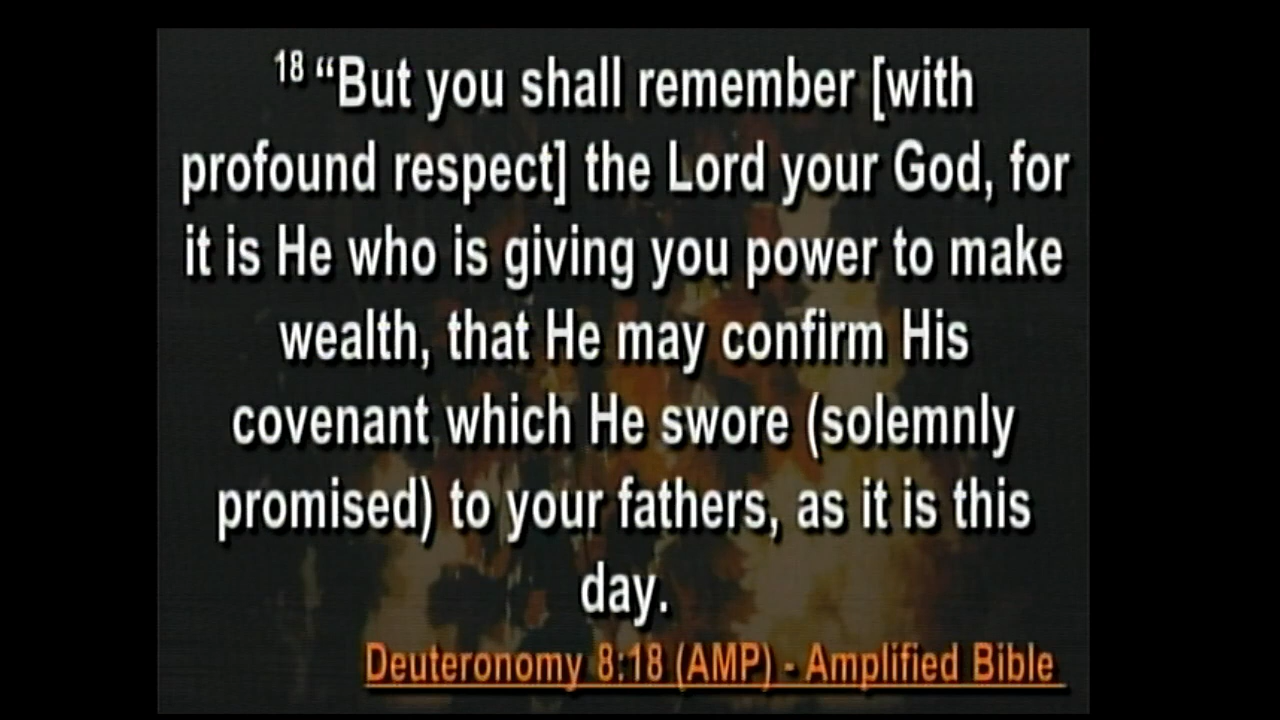 18 “But you shall remember [with
profound respect] the Lord your God, for
it is He who is giving you power to make
wealth, that He may confirm His
covenant which He swore (solemnly
promised) to your fathers, as it is this
day.
Deuteronomy 8:18 (AMP) - Amplified Bible